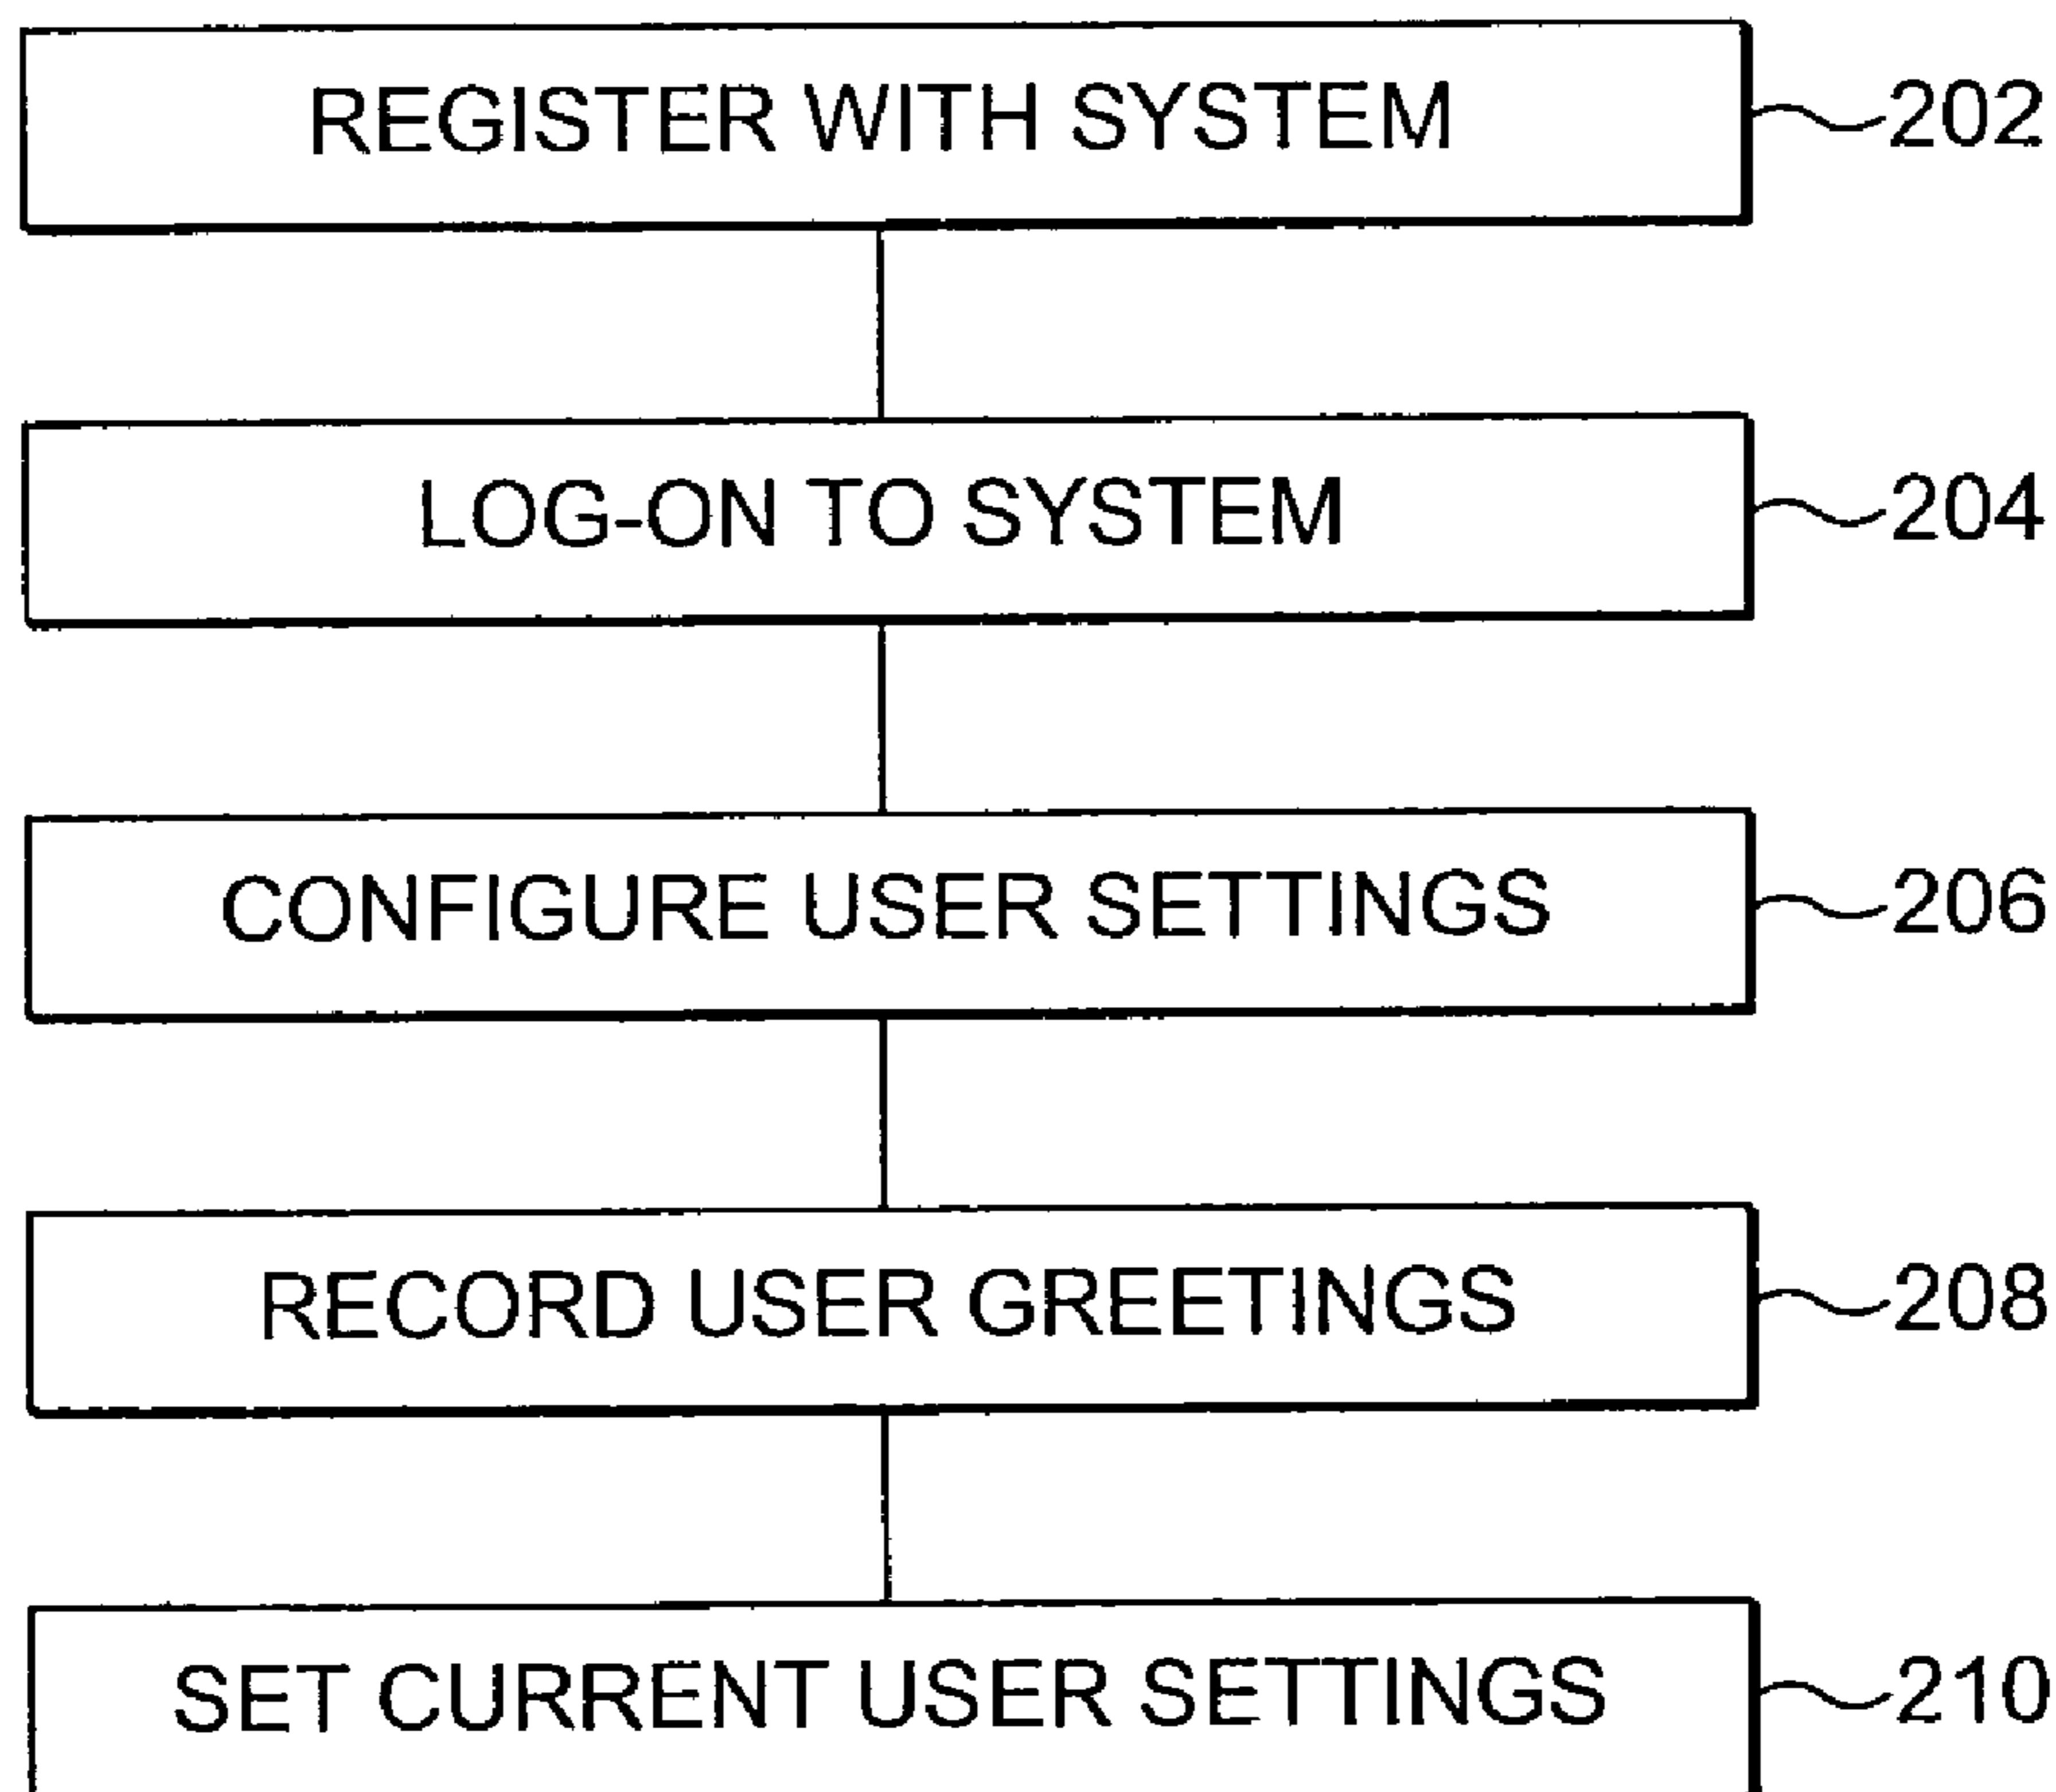 REGISTER WITH SYSTEM 202
LOG-ON TO SYSTEM 204
CONFIGURE USER SETTINGS 206
RECORD USER GREETINGS 208
SET CURRENT USER SETTINGS 210